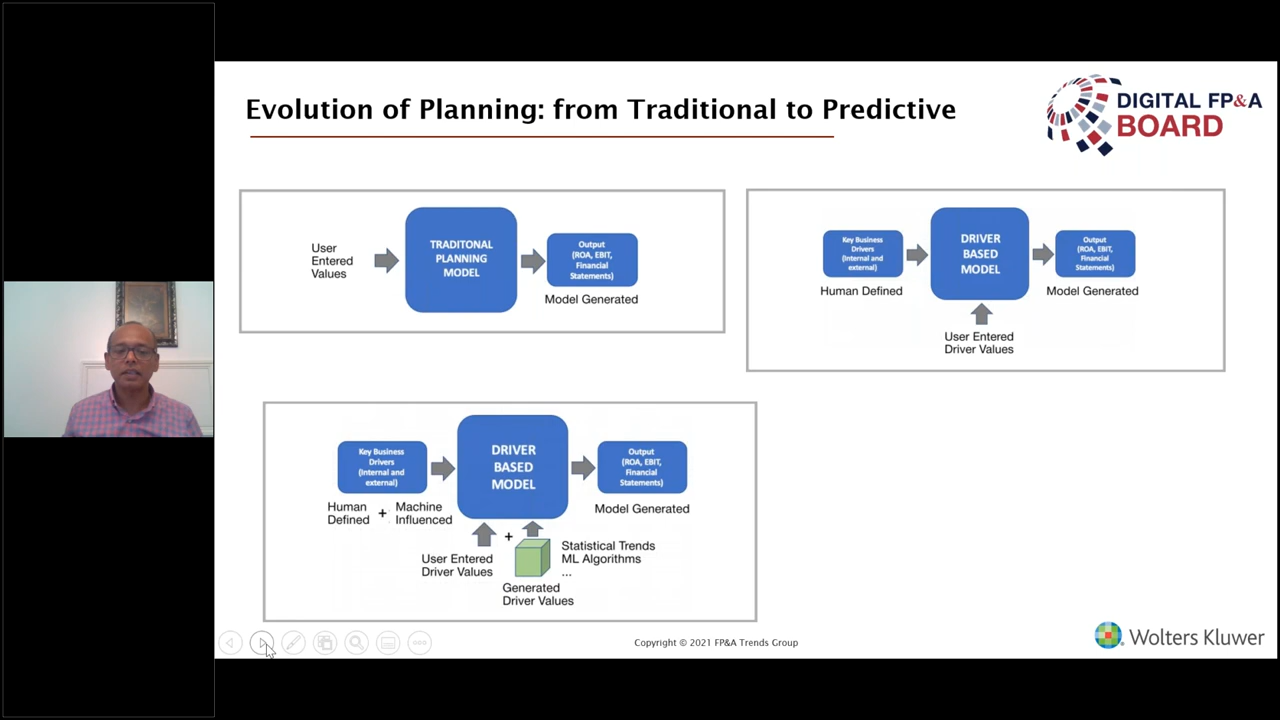 Evolution of Planning: from Traditional to Predictive
DIGITAL FP&A
BOARD
User
Entered
Values
TRADITONAL
PLANNING
MODEL
Output
(ROA, EBIT,
Financial
Statements)
Model Generated
Key Business
Drivers
(Internal and
external)
Human Defined
DRIVER
BASED
MODEL
Output
(ROA, EBIT,
Financial
Statements)
Model Generated
User Entered
Driver Values
Key Business
Drivers
(Internal and
external)
Human
Defined
+
Machine
Influenced
DRIVER
BASED
MODEL
Output
(ROA, EBIT,
Financial
Statements)
Model Generated
User Entered
Driver Values
+
Statistical Trends
ML Algorithms
...
Generated
Driver Values
Copyright © 2021 FP&A Trends Group
Wolters Kluwer